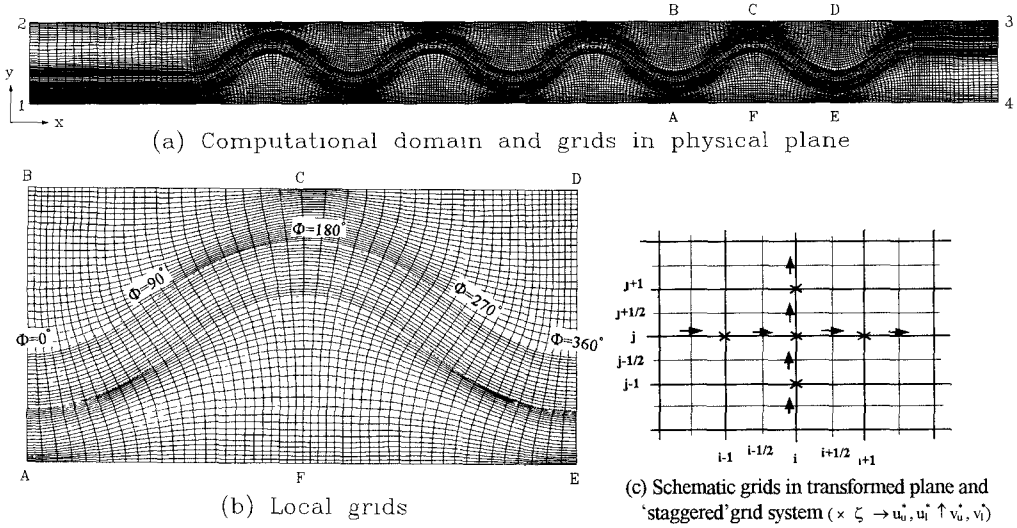 B C D
2 3
y
1 4
x A F E
(a) Computational domain and grids in physical plane
B C D
Φ=180°
Φ=90° Φ=270°
Φ=0° Φ=360°
A F E
(b) Local grids
j+1
j+1/2
j
j-1/2
j-1
i-1 i-1/2 i i+1/2 i+1
(c) Schematic grids in transformed plane and
'staggered'grid system (× ζ → u*u, u*l ↑ v*u, v*l)